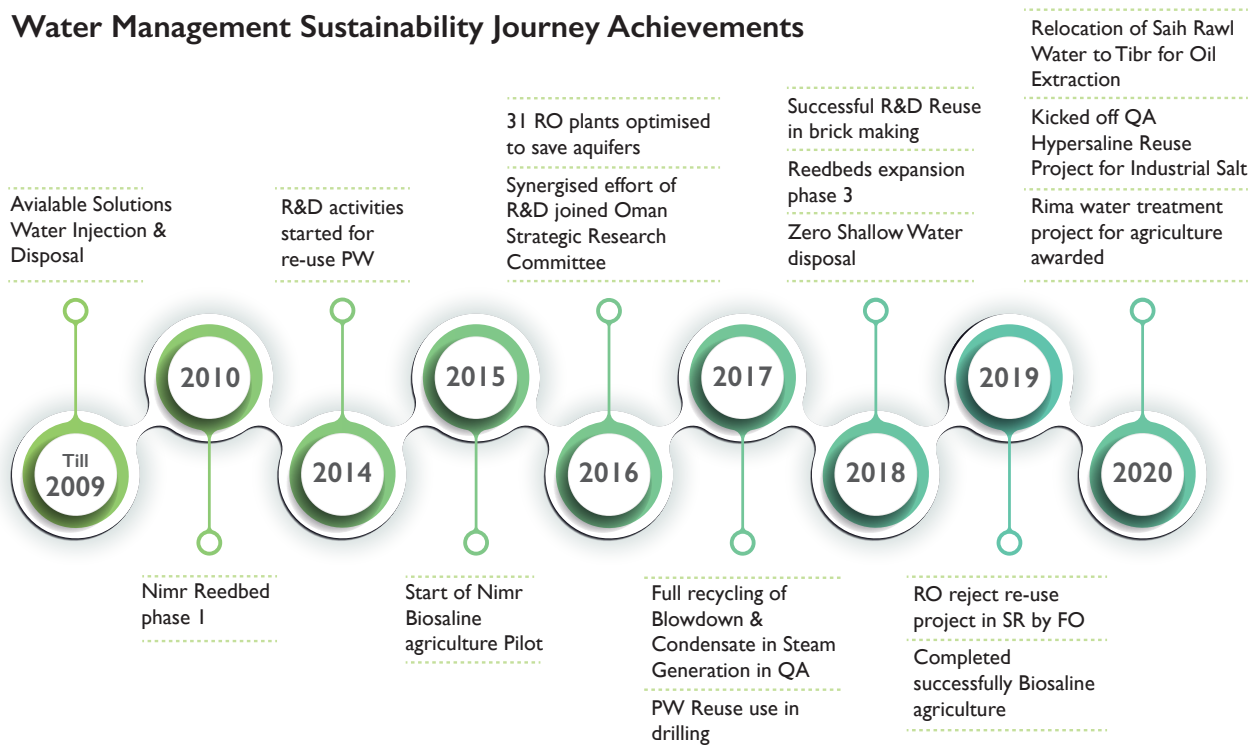 Water Management Sustainability Journey Achievements
Avialable Solutions
Water Injection &
Disposal
Till
2009
2010
Nimr Reedbed
phase 1
R&D activities
started for
re-use PW
2014
2015
Start of Nimr
Biosaline
agriculture Pilot
31 RO plants optimised
to save aquifers
Synergised effort of
R&D joined Oman
Strategic Research
Committee
2016
2017
Full recycling of
Blowdown &
Condensate in Steam
Generation in QA
PW Reuse use in
drilling
Successful R&D Reuse
in brick making
Reedbeds expansion
phase 3
Zero Shallow Water
disposal
2018
2019
RO reject re-use
project in SR by FO
Completed
successfully Biosaline
agriculture
Relocation of Saih Rawl
Water to Tibr for Oil
Extraction
Kicked off QA
Hypersaline Reuse
Project for Industrial Salt
Rima water treatment
project for agriculture
awarded
2020